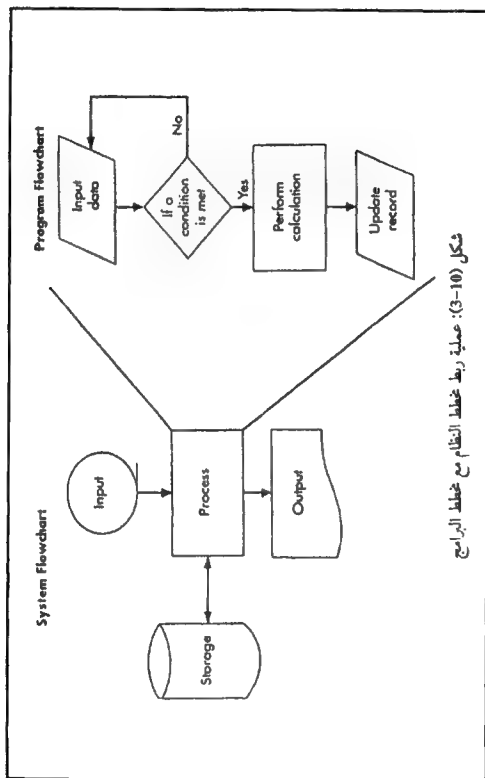 System Flowchart
Input
Process
Storage
Output
Program Flowchart
Input
data
If a
condition
is met
No
Yes
Perform
calculation
Update
record
شكل (3-10): عملية ربط مخطط النظام مع مخطط البرامج